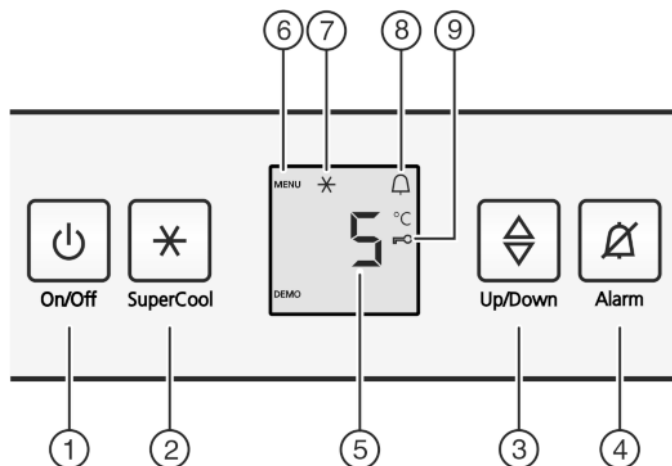 6 7 8 9
MENU
°C
5
DEMO
On/Off SuperCool Up/Down Alarm
1 2 5 3 4